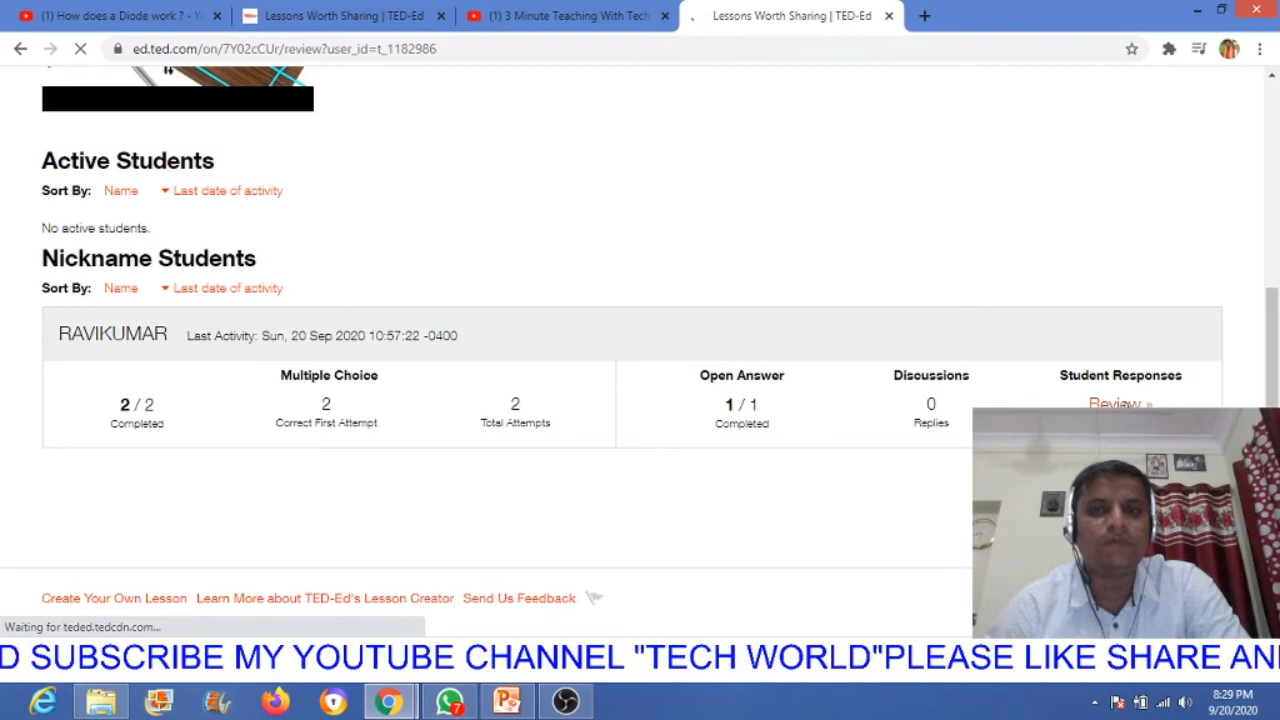 (1) How does a Diode work ? - Y
Lessons Worth Sharing | TED-Ed
(1) 3 Minute Teaching With Tech
Lessons Worth Sharing | TED-Ed
ed.ted.com/on/7Y02cCUr/review?user_id=t_1182986
Active Students
Sort By: Name Last date of activity
No active students.
Nickname Students
Sort By: Name Last date of activity
RAVIKUMAR Last Activity: Sun, 20 Sep 2020 10:57:22 -0400
Multiple Choice Open Answer Discussions Student Responses
2 / 2 2 2 1 / 1 0 Review »
Completed Correct First Attempt Total Attempts Completed Replies
Create Your Own Lesson Learn More about TED-Ed's Lesson Creator Send Us Feedback
Waiting for teded.tedcdn.com...
D SUBSCRIBE MY YOUTUBE CHANNEL "TECH WORLD"PLEASE LIKE SHARE AN
7
8:29 PM
9/20/2020